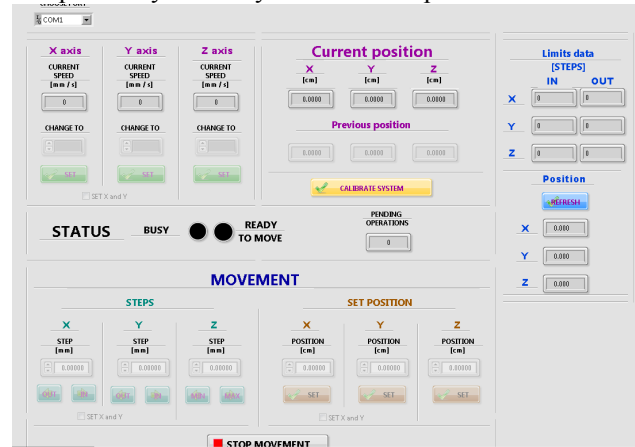 COM1
X axis
Y axis
Z axis
CURRENT SPEED [mm / s]
CURRENT SPEED [mm / s]
CURRENT SPEED [mm / s]
0
0
0
CHANGE TO
CHANGE TO
CHANGE TO
SET
SET
SET
SET X and Y
Current position
X
Y
Z
[cm]
[cm]
[cm]
0.0000
0.0000
0.0000
Previous position
0.0000
0.0000
0.0000
CALIBRATE SYSTEM
Limits data
[STEPS]
IN
OUT
X
0
0
Y
0
0
Z
0
0
Position
REFRESH
X
0.000
Y
0.000
Z
0.000
STATUS
BUSY
READY
TO MOVE
PENDING
OPERATIONS
0
MOVEMENT
STEPS
X
Y
Z
STEP
[mm]
STEP
[mm]
STEP
[mm]
0.00000
0.00000
0.00000
OUT
IN
OUT
IN
MIN
MAX
SET X and Y
SET POSITION
X
Y
Z
POSITION
[cm]
POSITION
[cm]
POSITION
[cm]
0.00000
0.00000
0.00000
SET
SET
SET
SET X and Y
STOP MOVEMENT